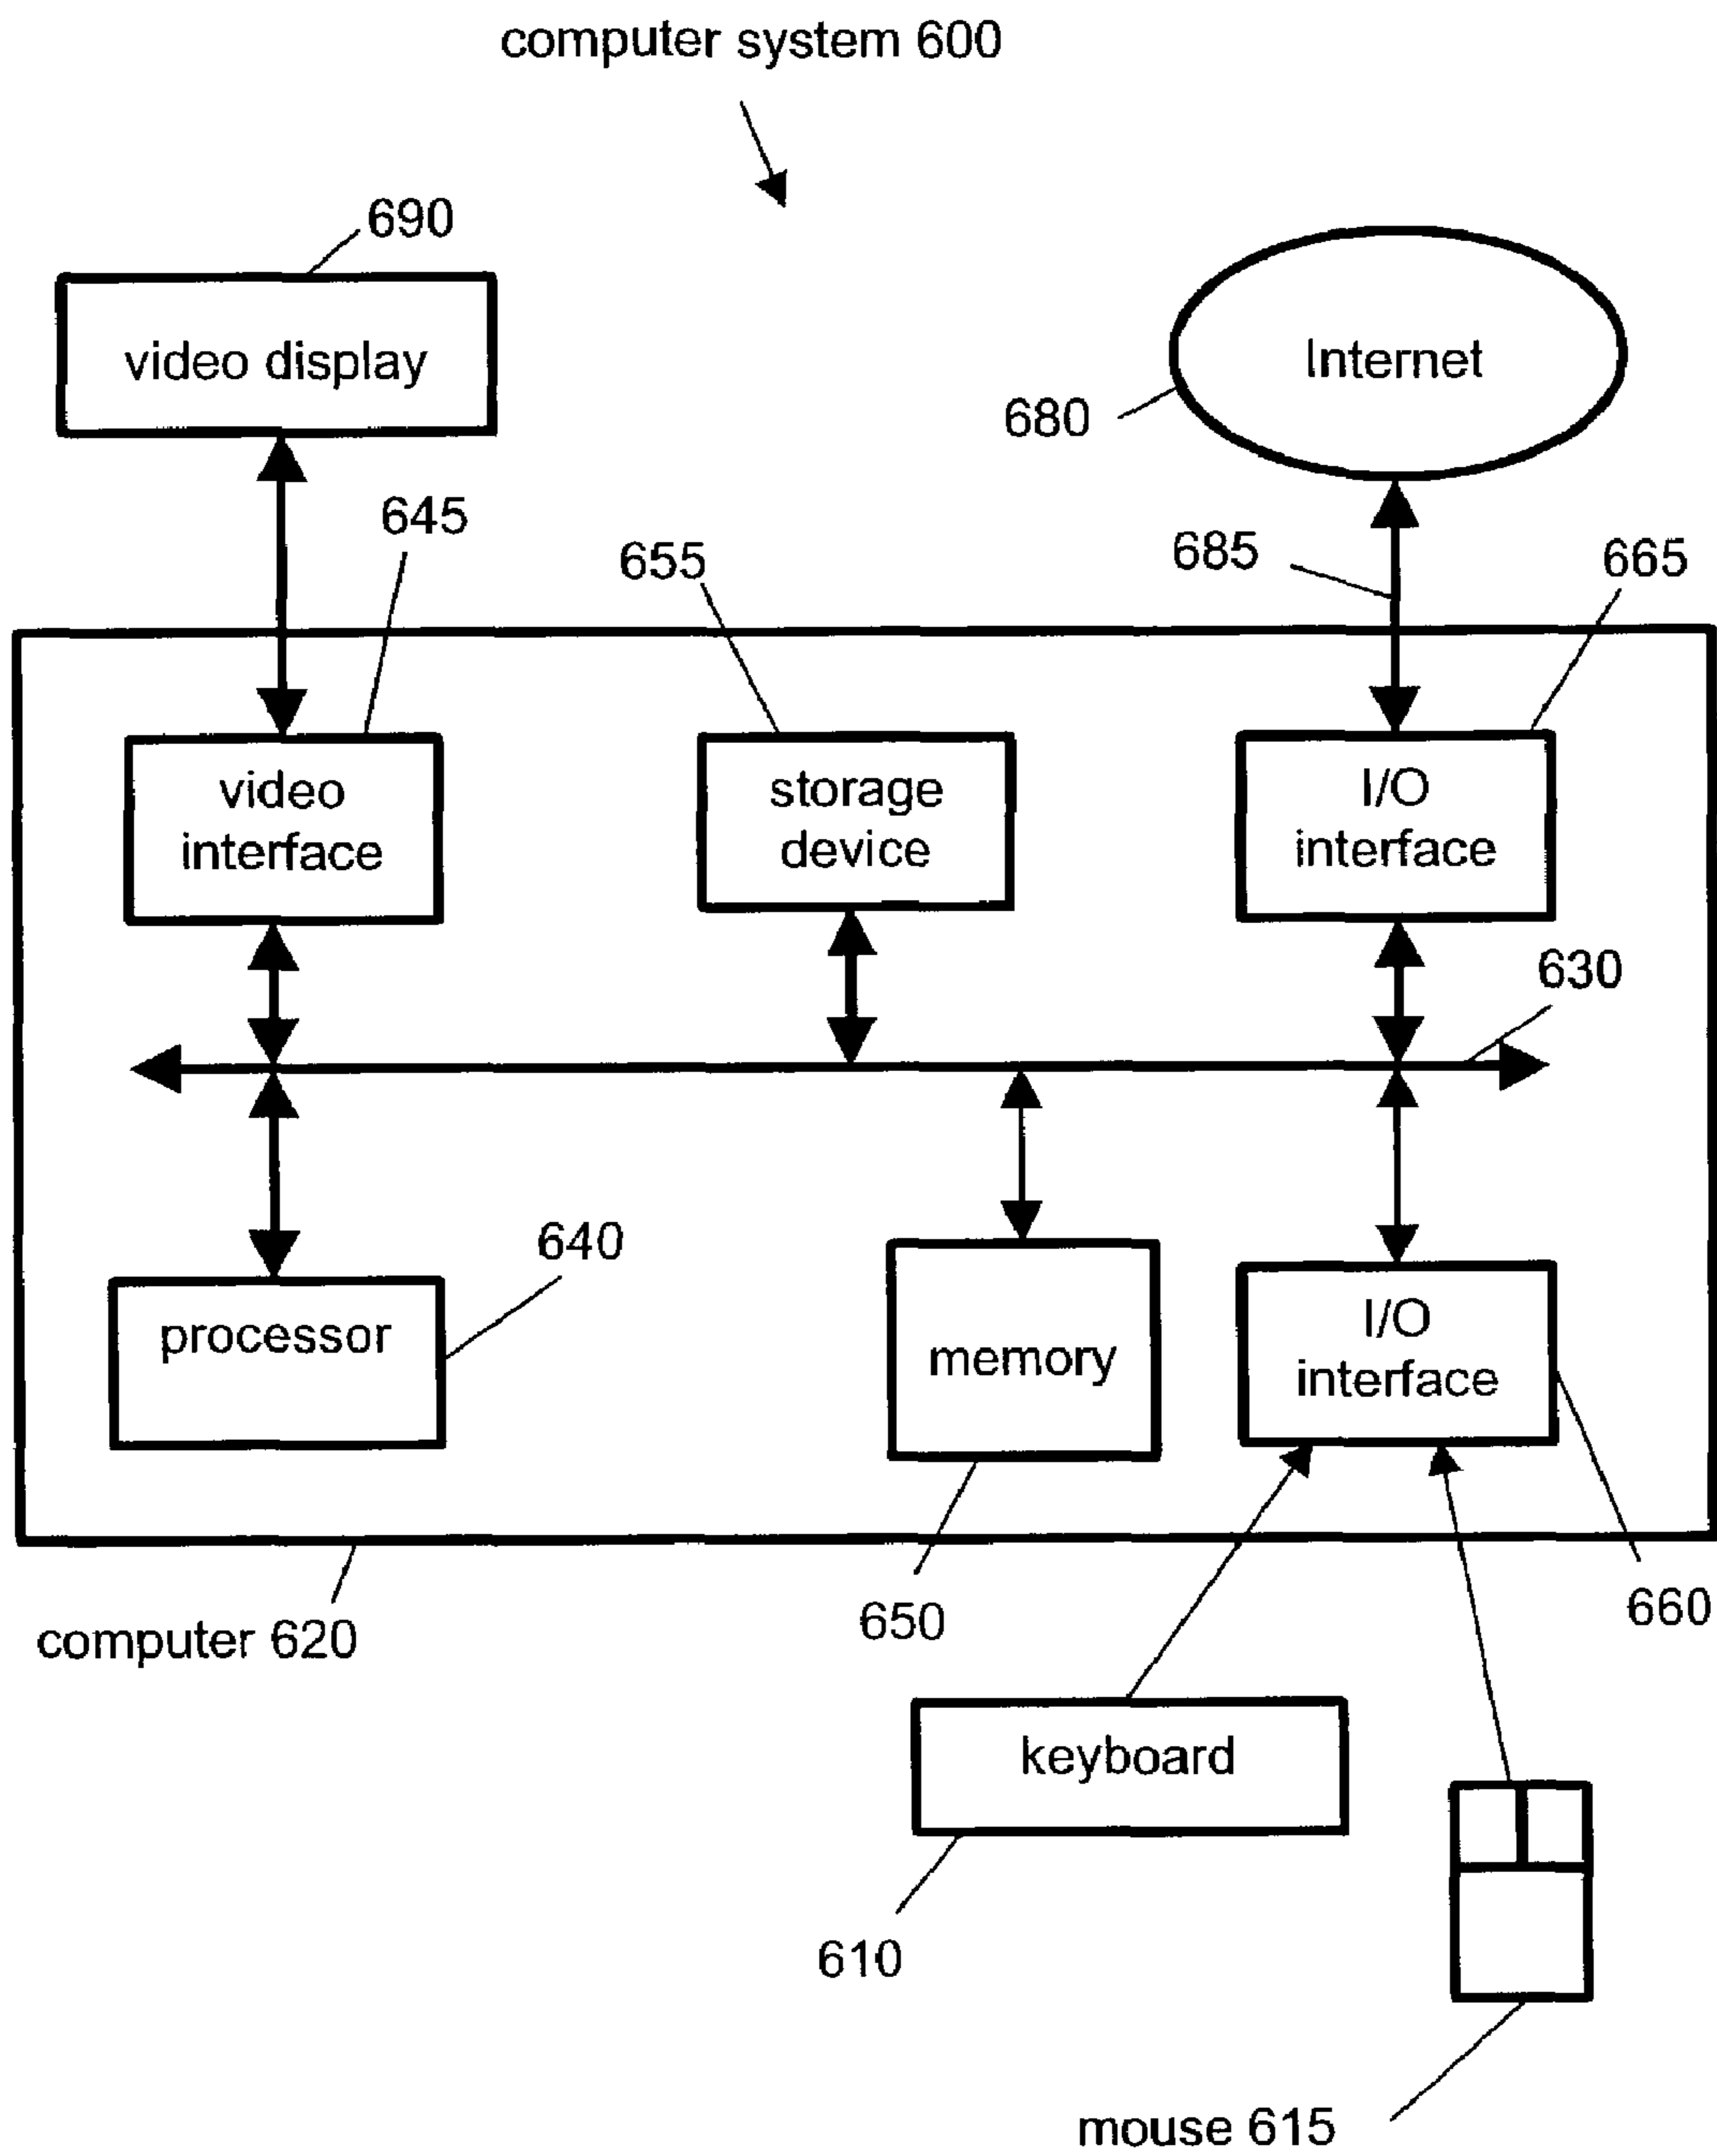 computer system 600
690
video display
Internet
680
645
655
685
665
video
interface
storage
device
I/O
interface
630
640
processor
memory
I/O
interface
computer 620
650
660
keyboard
610
mouse 615